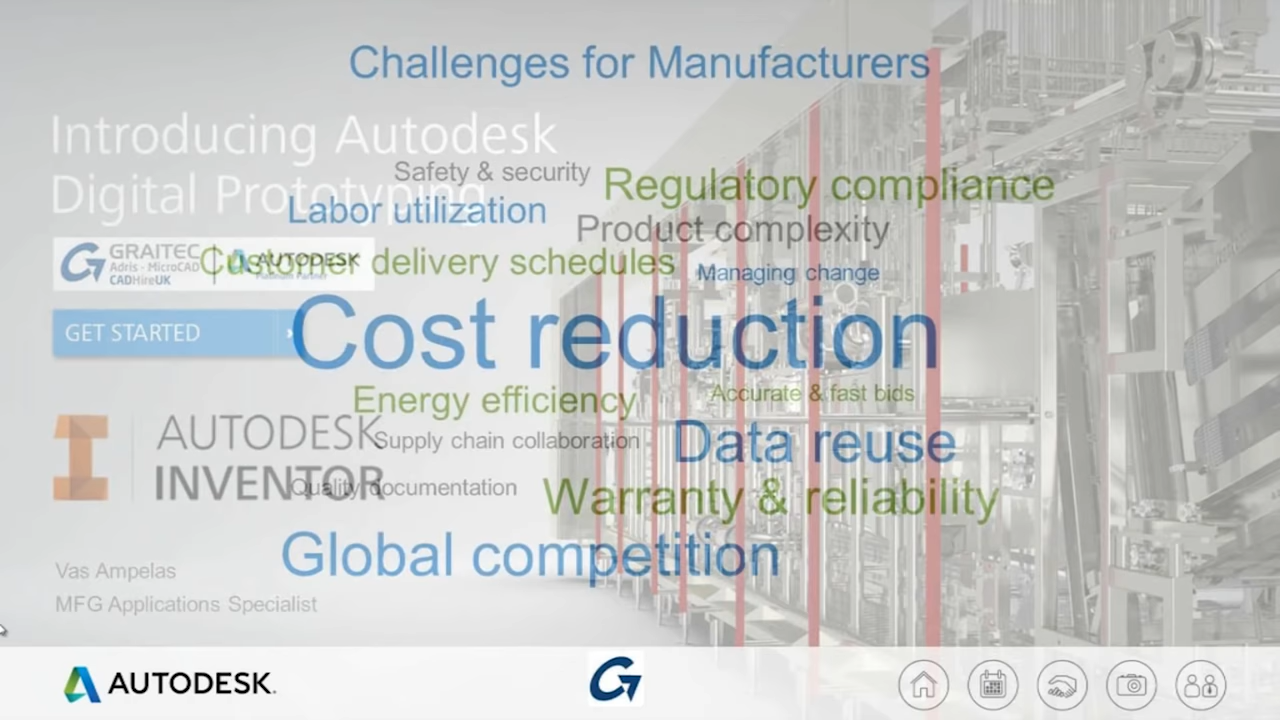 Challenges for Manufacturers
Introducing Autodesk
Digital Prototyping
Safety & security
Regulatory compliance
Labor utilization
Product complexity
GRAITEC
Adris - MicroCAD
CADHireUK
AUTODESK
Customer delivery schedules
Managing change
GET STARTED
Cost reduction
Energy efficiency
Accurate & fast bids
AUTODESK
INVENTOR
Supply chain collaboration
Data reuse
Quality documentation
Warranty & reliability
Global competition
Vas Ampelas
MFG Applications Specialist
AUTODESK.